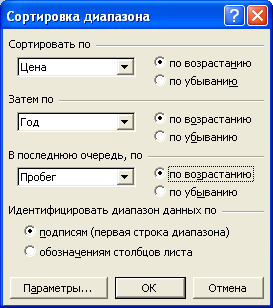 Сортировка диапазона
Сортировать по
Цена
по возрастанию
по убыванию
Затем по
Год
по возрастанию
по убыванию
В последнюю очередь, по
Пробег
по возрастанию
по убыванию
Идентифицировать диапазон данных по
подписям (первая строка диапазона)
обозначениям столбцов листа
Параметры... ОК Отмена